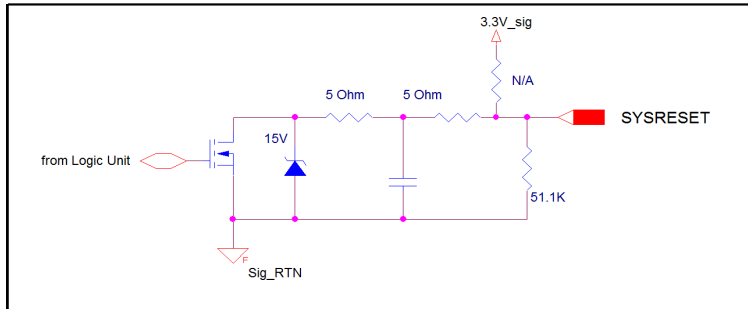 3.3V_sig
N/A
5 Ohm
5 Ohm
SYSRESET
15V
from Logic Unit
51.1K
F
Sig_RTN